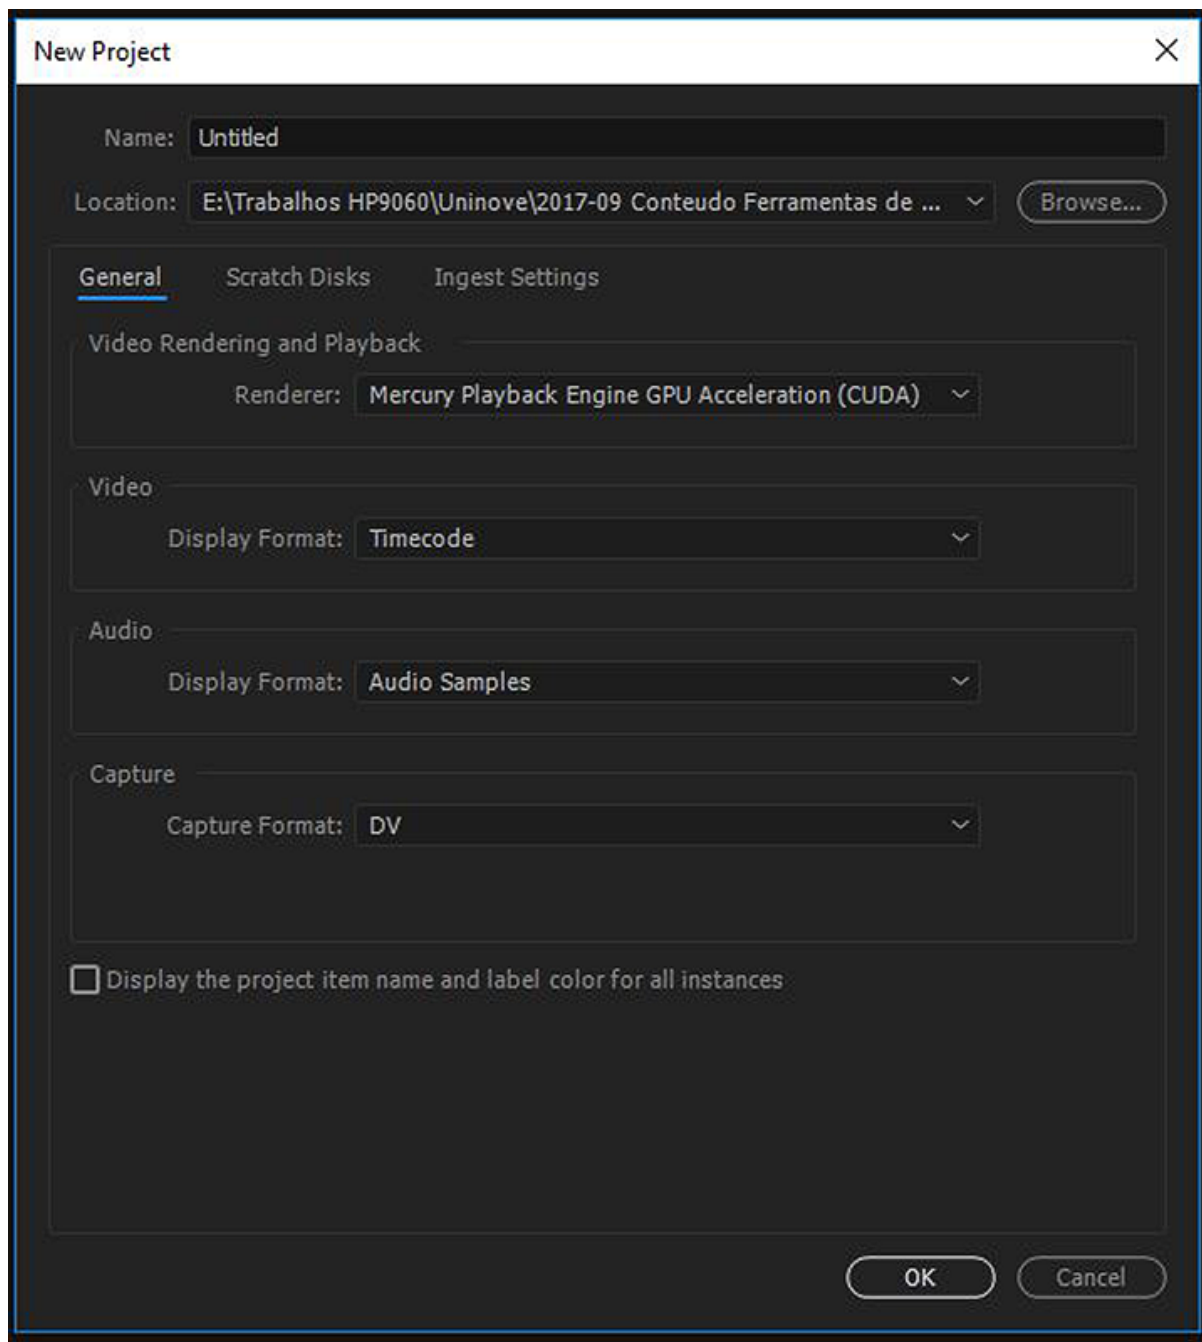 New Project
Name: Untitled
Location: E:\Trabalhos HP9060\Uninove\2017-09 Conteudo Ferramentas de ... Browse...
General Scratch Disks Ingest Settings
Video Rendering and Playback
Renderer: Mercury Playback Engine GPU Acceleration (CUDA)
Video
Display Format: Timecode
Audio
Display Format: Audio Samples
Capture
Capture Format: DV
Display the project item name and label color for all instances
OK Cancel